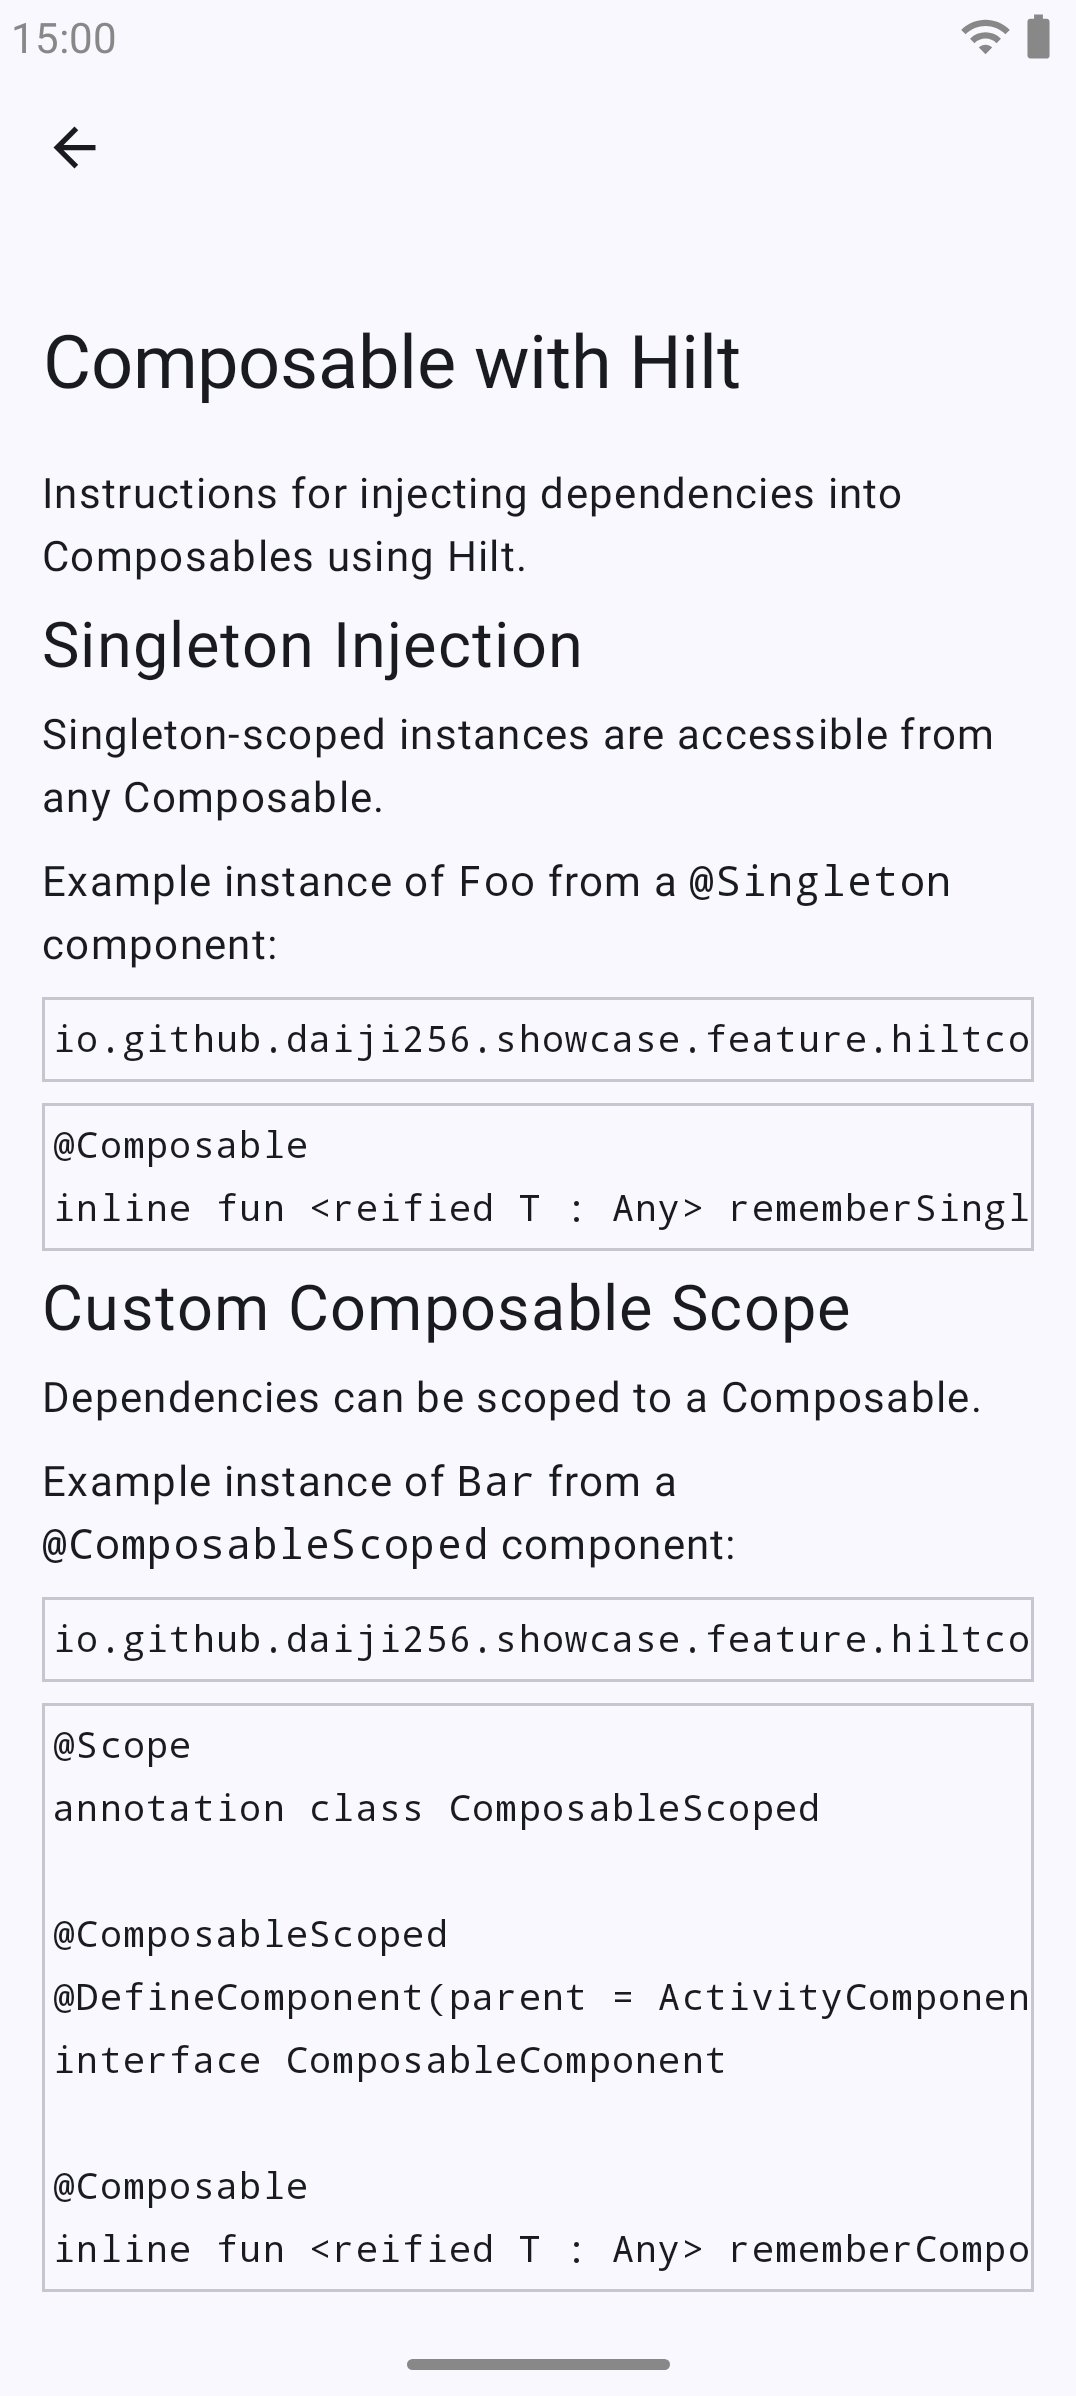 15:00
Composable with Hilt
Instructions for injecting dependencies into
Composables using Hilt.
Singleton Injection
Singleton-scoped instances are accessible from
any Composable.
Example instance of Foo from a @Singleton
component:
io.github.daiji256.showcase.feature.hiltco
@Composable
inline fun <reified T : Any> rememberSingl
Custom Composable Scope
Dependencies can be scoped to a Composable.
Example instance of Bar from a
@ComposableScoped component:
io.github.daiji256.showcase.feature.hiltco
@Scope
annotation class ComposableScoped
@ComposableScoped
@DefineComponent(parent = ActivityComponen
interface ComposableComponent
@Composable
inline fun <reified T : Any> rememberCompo